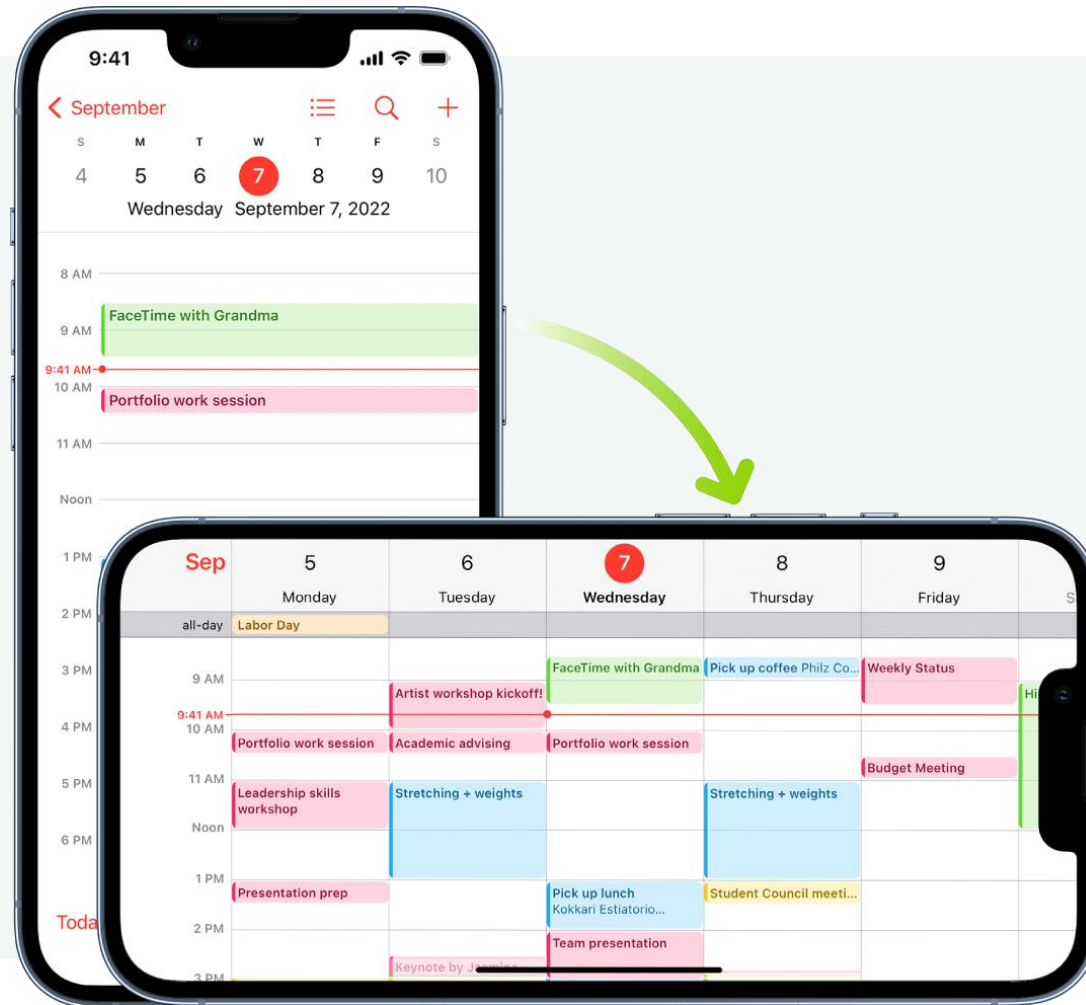 9:41
September
S M T W T F S
4 5 6 7 8 9 10
Wednesday September 7, 2022
8 AM
FaceTime with Grandma
9 AM
9:41 AM
10 AM
Portfolio work session
11 AM
Noon
1 PM
2 PM
3 PM
4 PM
5 PM
6 PM
Toda
Sep 5 6 7 8 9
Monday Tuesday Wednesday Thursday Friday S
all-day Labor Day
FaceTime with Grandma Pick up coffee Philz Co... Weekly Status
9 AM
Artist workshop kickoff! Hi
9:41 AM
10 AM
Portfolio work session Academic advising Portfolio work session
Budget Meeting
11 AM
Leadership skills Stretching + weights Stretching + weights
workshop
Noon
1 PM
Presentation prep Pick up lunch Student Council meeti...
Kokkari Estiatorio...
2 PM
Team presentation
Keynote by
3 PM